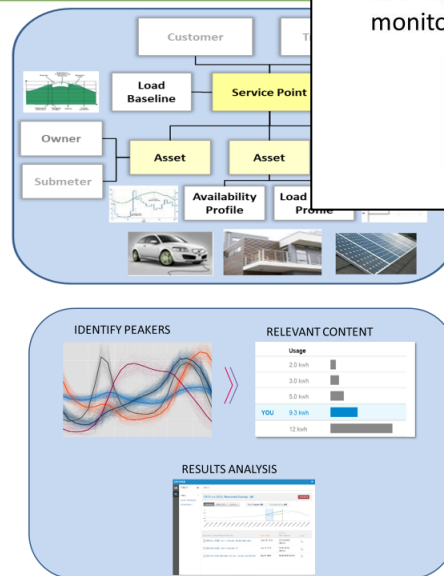 monito
Customer
T
Load
Baseline
Service Point
Owner
Submeter
Asset
Asset
Availability
Profile
Load
Profile
IDENTIFY PEAKERS
RELEVANT CONTENT
Usage
2.0 kwh
3.0 kwh
5.0 kwh
YOU 9.3 kwh
12 kwh
RESULTS ANALYSIS